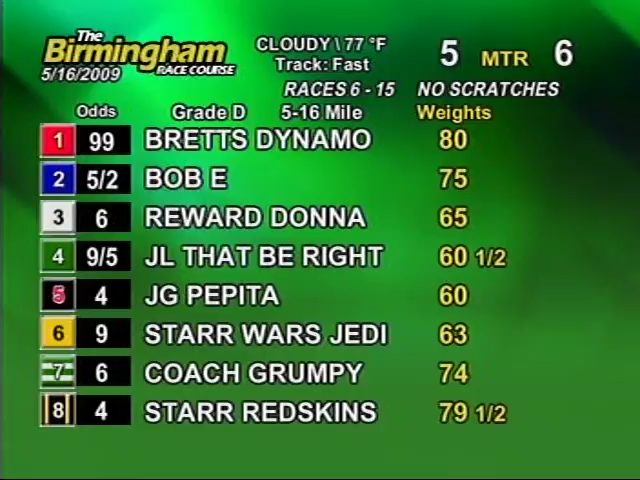 The Birmingham RACE COURSE
5/16/2009
CLOUDY \ 77 °F
Track: Fast
5 MTR 6
RACES 6 - 15 NO SCRATCHES
Odds Grade D 5-16 Mile Weights
1 99 BRETTS DYNAMO 80
2 5/2 BOB E 75
3 6 REWARD DONNA 65
4 9/5 JL THAT BE RIGHT 60 1/2
5 4 JG PEPITA 60
6 9 STARR WARS JEDI 63
7 6 COACH GRUMPY 74
8 4 STARR REDSKINS 79 1/2